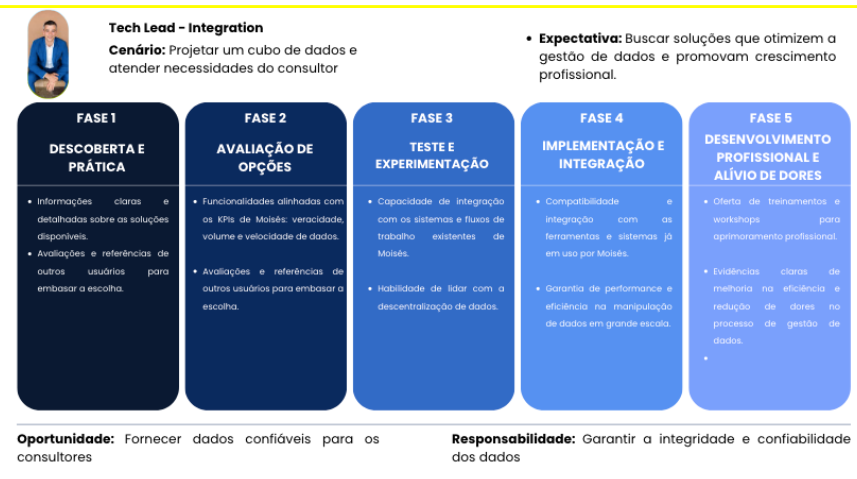 Tech Lead - Integration
Cenário: Projetar um cubo de dados e
atender necessidades do consultor
• Expectativa: Buscar soluções que otimizem a
gestão de dados e promovam crescimento
profissional.
FASE 1
DESCOBERTA E
PRÁTICA
• Informações claras e
detalhadas sobre as soluções
disponíveis.
• Avaliações e referências de
outros usuários para
embasar a escolha.
FASE 2
AVALIAÇÃO DE
OPÇÕES
• Funcionalidades alinhadas com
os KPIs de Moisés: veracidade,
volume e velocidade de dados.
• Avaliações e referências de
outros usuários para embasar a
escolha.
FASE 3
TESTE E
EXPERIMENTAÇÃO
• Capacidade de integração
com os sistemas e fluxos de
trabalho existentes de
Moisés.
• Habilidade de lidar com a
descentralização de dados.
FASE 4
IMPLEMENTAÇÃO E
INTEGRAÇÃO
• Compatibilidade e
integração com as
ferramentas e sistemas já
em uso por Moisés.
• Garantia de performance e
eficiência na manipulação
de dados em grande escala.
FASE 5
DESENVOLVIMENTO
PROFISSIONAL E
ALÍVIO DE DORES
• Oferta de treinamentos e
workshops para
aprimoramento profissional.
• Evidências claras de
melhoria na eficiência e
redução de dores no
processo de gestão de
dados.
•
Oportunidade: Fornecer dados confiáveis para os
consultores
Responsabilidade: Garantir a integridade e confiabilidade
dos dados